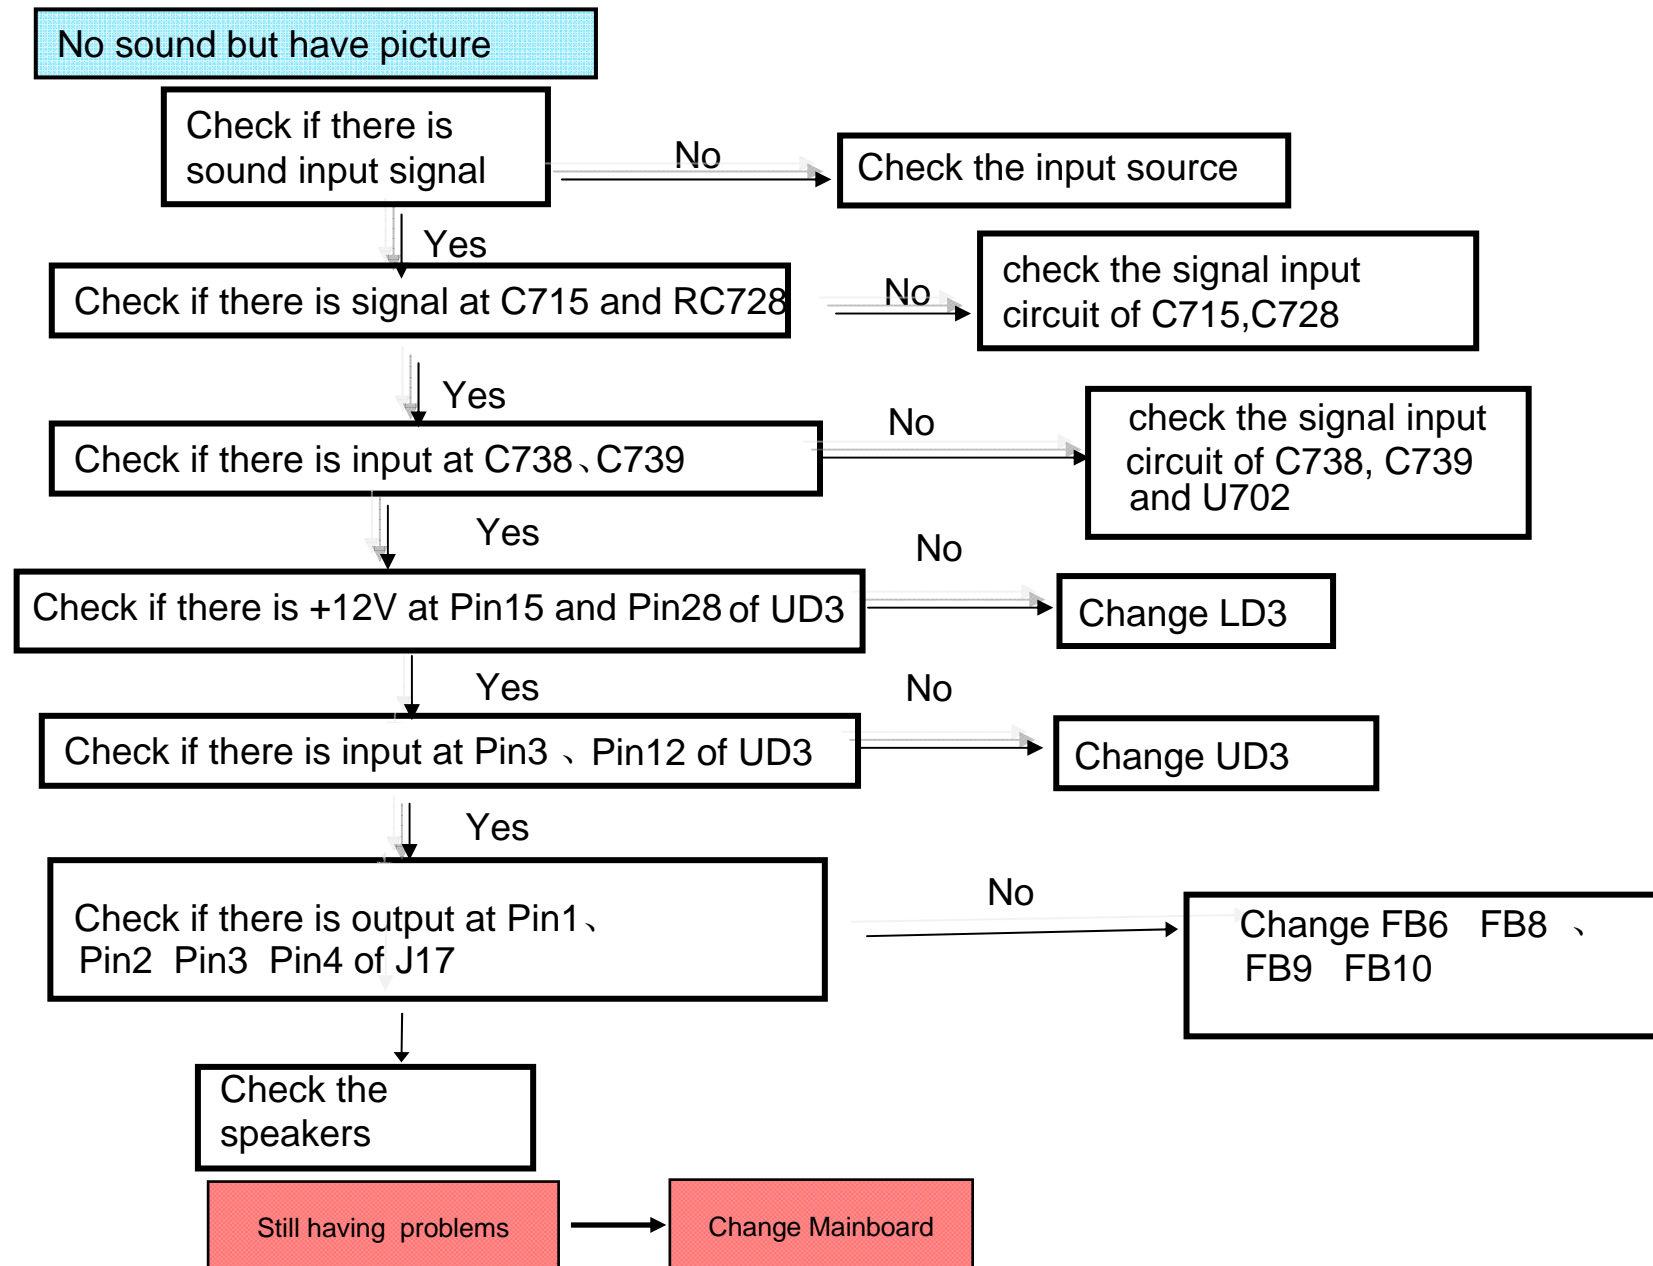 No sound but have picture
Check if there is
sound input signal
No
Check the input source
Yes
Check if there is signal at C715 and RC728
No
check the signal input
circuit of C715,C728
Yes
Check if there is input at C738、C739
No
check the signal input
circuit of C738, C739
and U702
Yes
Check if there is +12V at Pin15 and Pin28 of UD3
No
Change LD3
Yes
Check if there is input at Pin3 、Pin12 of UD3
No
Change UD3
Yes
Check if there is output at Pin1、
Pin2 Pin3 Pin4 of J17
No
Change FB6 FB8 、
FB9 FB10
Check the
speakers
Still having problems
Change Mainboard